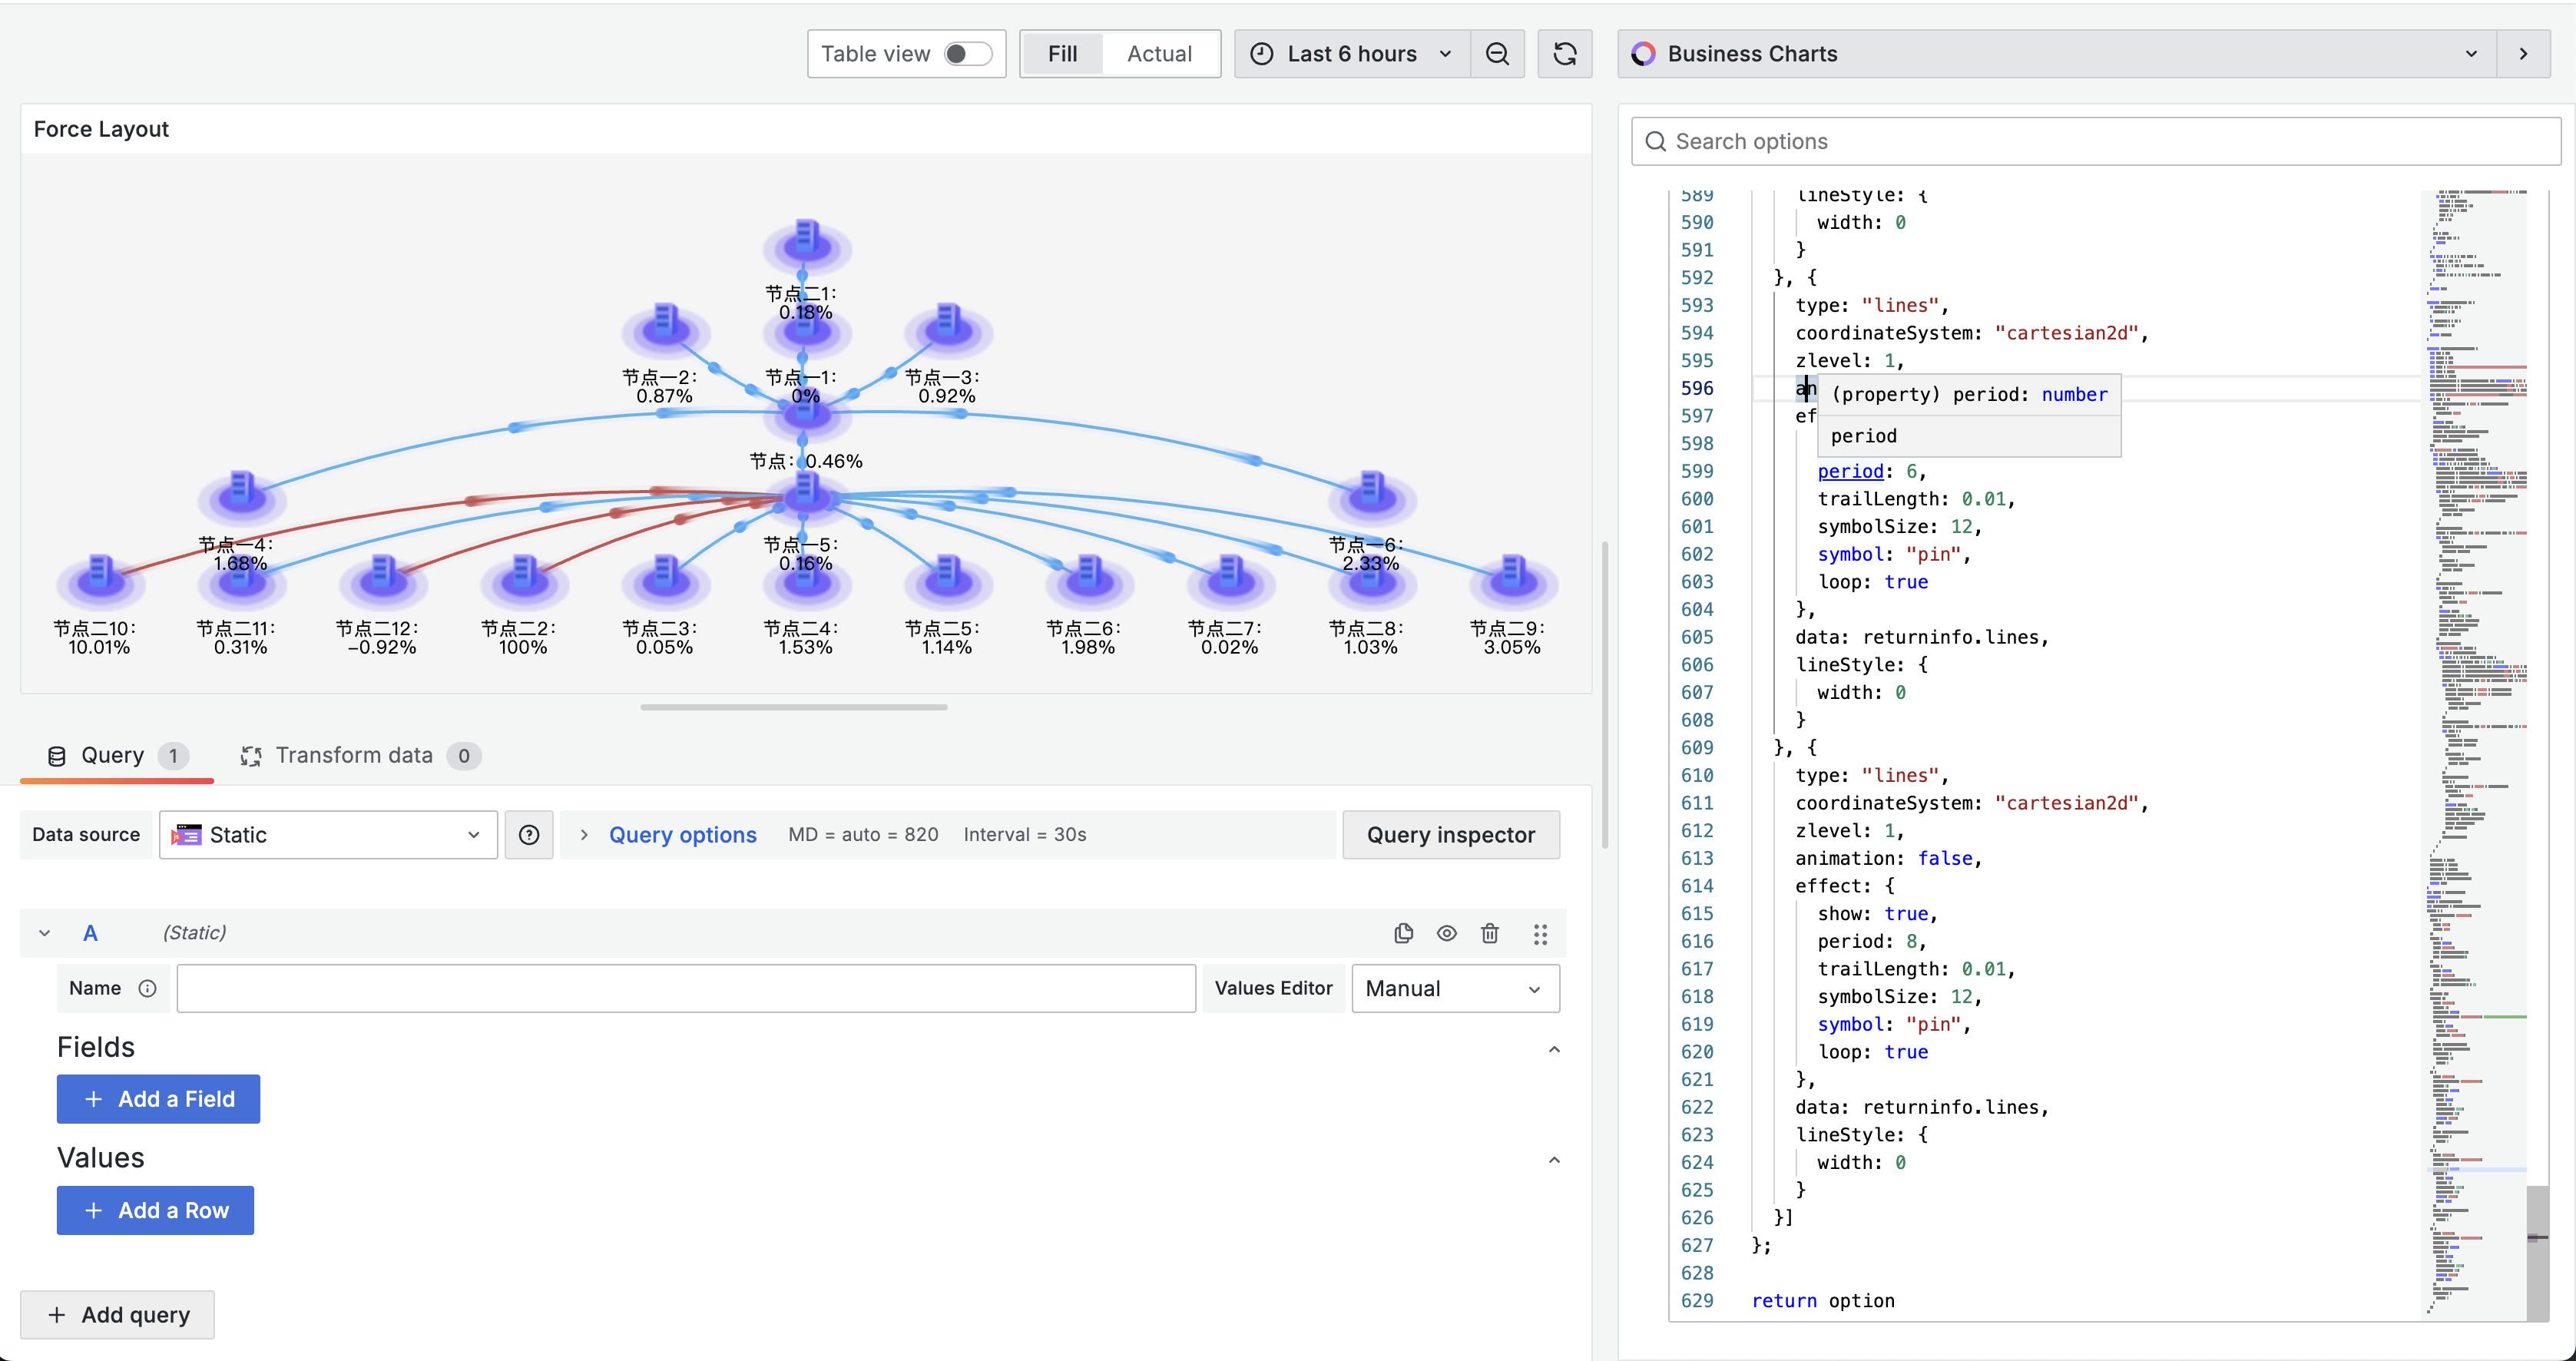 Table view
Fill
Actual
Last 6 hours
Business Charts
Force Layout
Search options
节点二1:
0.18%
节点一2:
0.87%
节点一1:
0%
节点一3:
0.92%
节点: 0.46%
节点一4:
1.68%
节点一5:
0.16%
节点一6:
2.33%
节点二10:
10.01%
节点二11:
0.31%
节点二12:
−0.92%
节点二2:
100%
节点二3:
0.05%
节点二4:
1.53%
节点二5:
1.14%
节点二6:
1.98%
节点二7:
0.02%
节点二8:
1.03%
节点二9:
3.05%
Query 1
Transform data 0
Data source
Static
Query options
MD = auto = 820
Interval = 30s
Query inspector
A
(Static)
Name
Values Editor
Manual
Fields
+ Add a Field
Values
+ Add a Row
+ Add query
589 lineStyle: {
590 width: 0
591 }
592 }, {
593 type: "lines",
594 coordinateSystem: "cartesian2d",
595 zlevel: 1,
596 an
(property) period: number
597 ef
period
598
599 period: 6,
600 trailLength: 0.01,
601 symbolSize: 12,
602 symbol: "pin",
603 loop: true
604 },
605 data: returninfo.lines,
606 lineStyle: {
607 width: 0
608 }
609 }, {
610 type: "lines",
611 coordinateSystem: "cartesian2d",
612 zlevel: 1,
613 animation: false,
614 effect: {
615 show: true,
616 period: 8,
617 trailLength: 0.01,
618 symbolSize: 12,
619 symbol: "pin",
620 loop: true
621 },
622 data: returninfo.lines,
623 lineStyle: {
624 width: 0
625 }
626 }]
627 };
628
629 return option